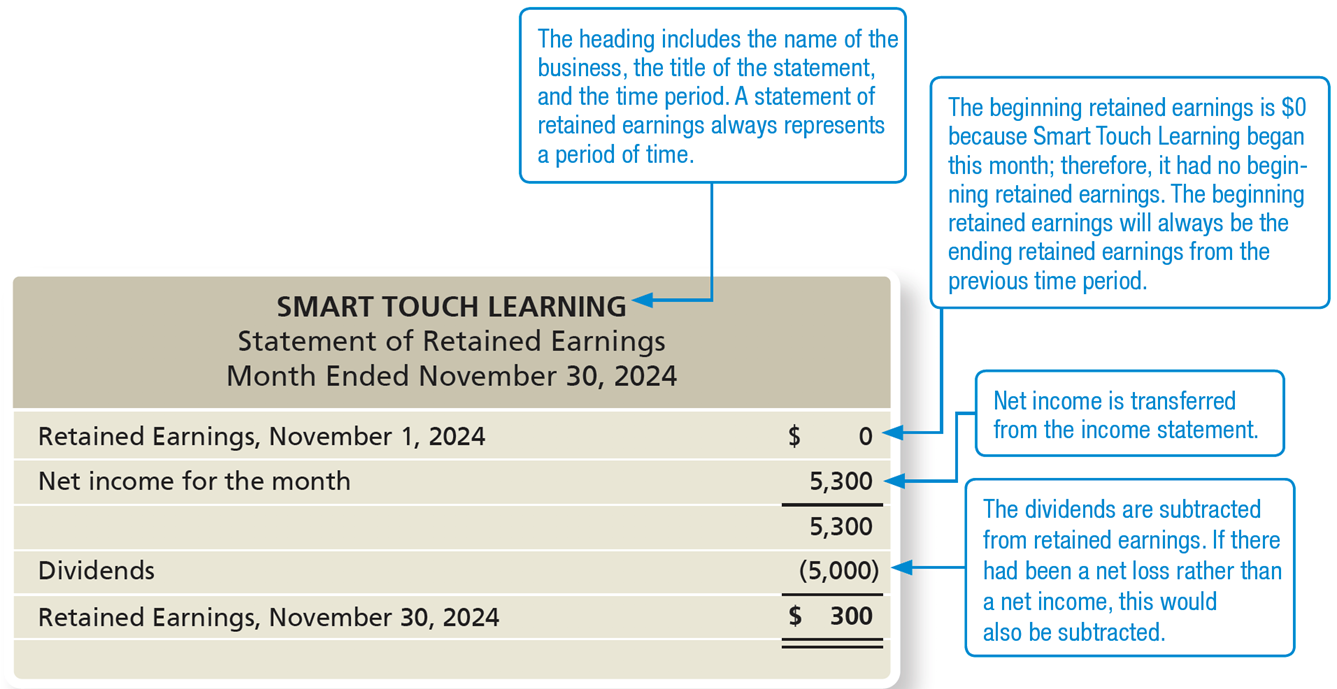 The heading includes the name of the
business, the title of the statement,
and the time period. A statement of
retained earnings always represents
a period of time.
The beginning retained earnings is $0
because Smart Touch Learning began
this month; therefore, it had no begin-
ning retained earnings. The beginning
retained earnings will always be the
ending retained earnings from the
previous time period.
SMART TOUCH LEARNING
Statement of Retained Earnings
Month Ended November 30, 2024
Retained Earnings, November 1, 2024 $ 0
Net income for the month 5,300
5,300
Dividends (5,000)
Retained Earnings, November 30, 2024 $ 300
Net income is transferred
from the income statement.
The dividends are subtracted
from retained earnings. If there
had been a net loss rather than
a net income, this would
also be subtracted.